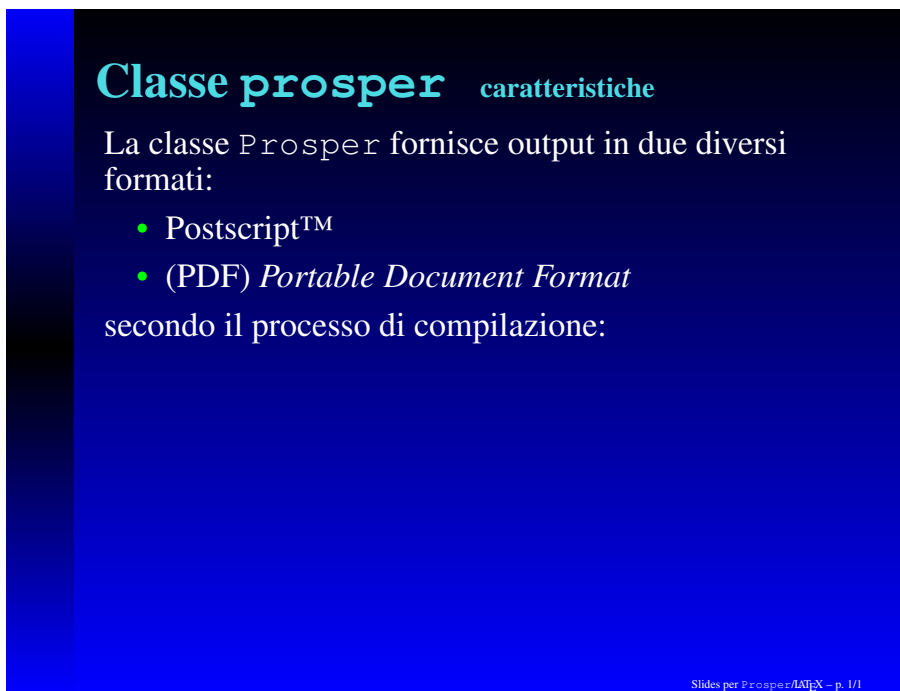 Classe prosper caratteristiche
La classe Prosper fornisce output in due diversi
formati:
• Postscript™
• (PDF) Portable Document Format
secondo il processo di compilazione:
Slides per Prosper/LATEX – p. 1/1